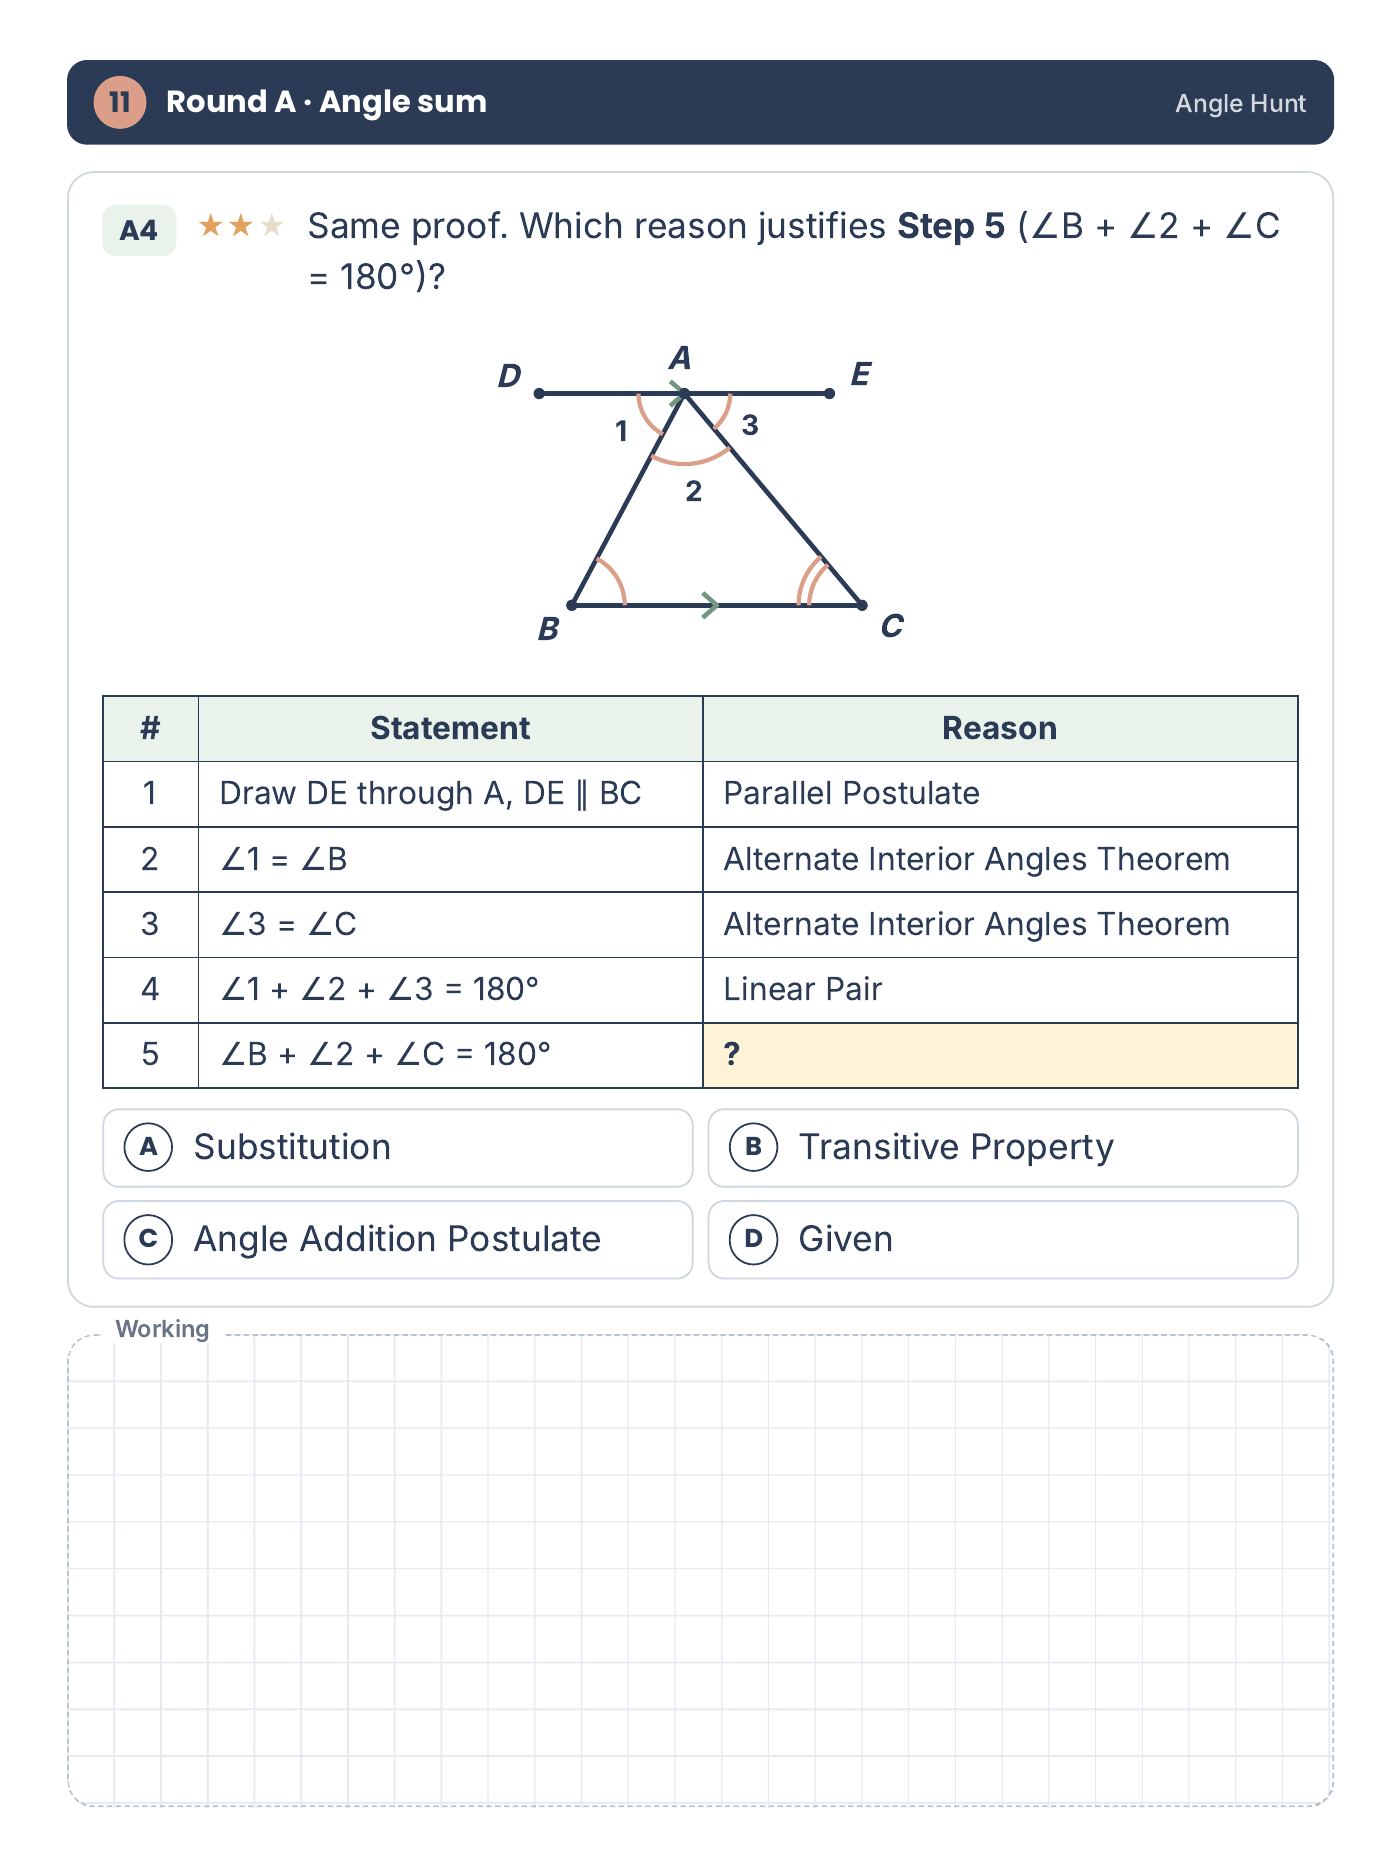 11 Round A · Angle sum Angle Hunt
A4 ★★★ Same proof. Which reason justifies Step 5 (∠B + ∠2 + ∠C
= 180°)?
A
D E
1 3
2
B C
# Statement Reason
1 Draw DE through A, DE ∥ BC Parallel Postulate
2 ∠1 = ∠B Alternate Interior Angles Theorem
3 ∠3 = ∠C Alternate Interior Angles Theorem
4 ∠1 + ∠2 + ∠3 = 180° Linear Pair
5 ∠B + ∠2 + ∠C = 180° ?
A Substitution B Transitive Property
C Angle Addition Postulate D Given
Working